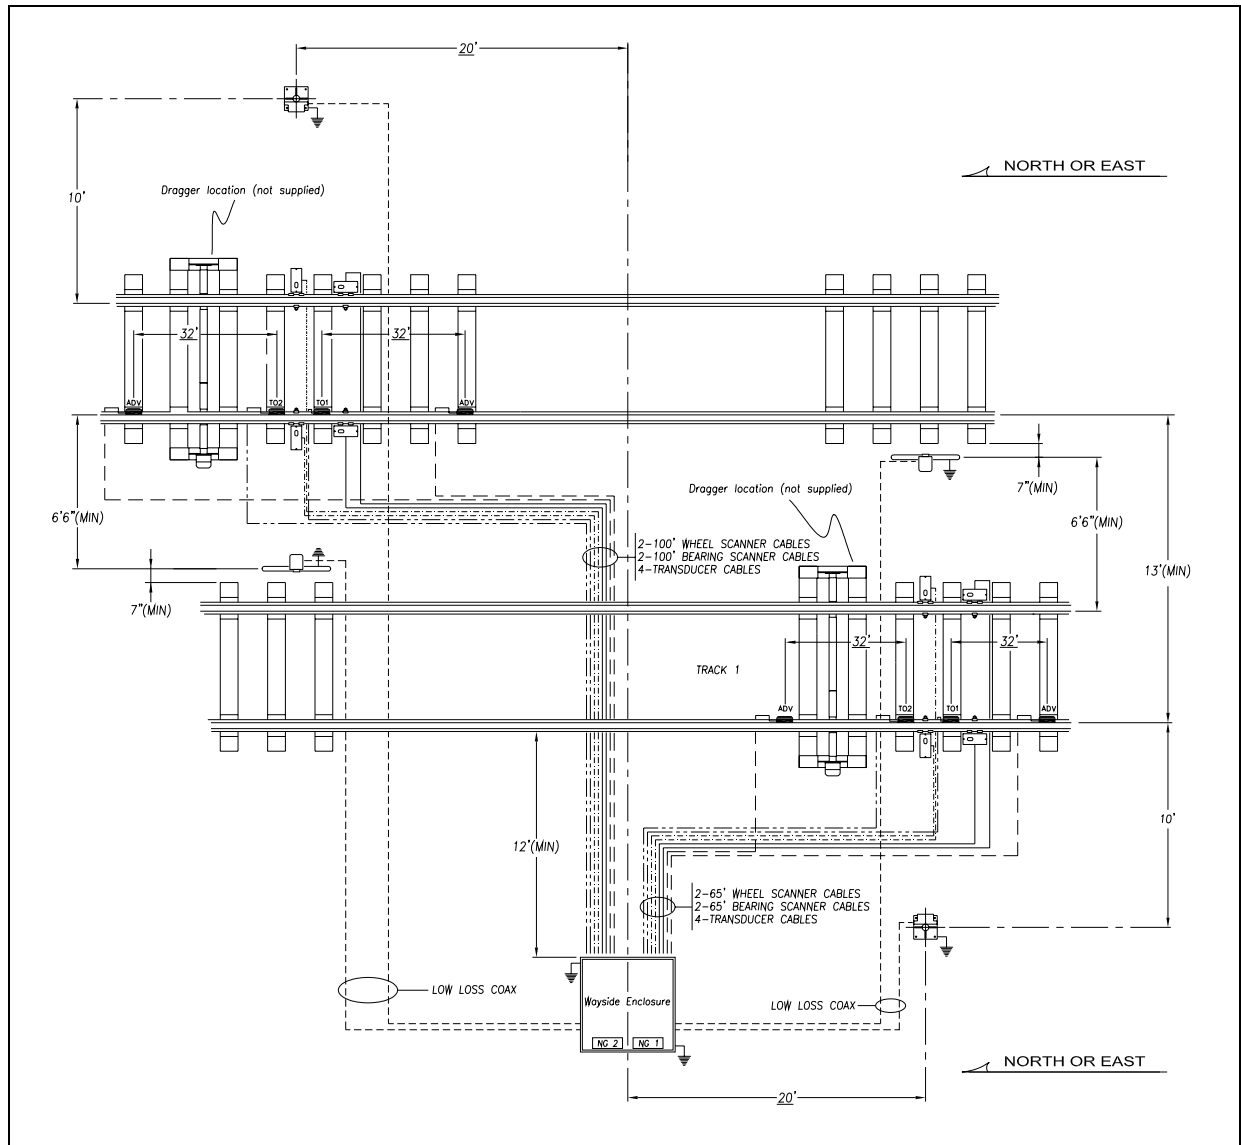 20'
NORTH OR EAST
10'
Dragger location (not supplied)
32'
32'
ADV
TO2
TO1
ADV
7"(MIN)
Dragger location (not supplied)
6'6"(MIN)
6'6"(MIN)
2-100' WHEEL SCANNER CABLES
2-100' BEARING SCANNER CABLES
4-TRANSDUCER CABLES
13'(MIN)
7"(MIN)
32'
32'
TRACK 1
ADV
TO2
TO1
ADV
10'
12'(MIN)
2-65' WHEEL SCANNER CABLES
2-65' BEARING SCANNER CABLES
4-TRANSDUCER CABLES
LOW LOSS COAX
Wayside Enclosure
LOW LOSS COAX
NG 2
NG 1
NORTH OR EAST
20'